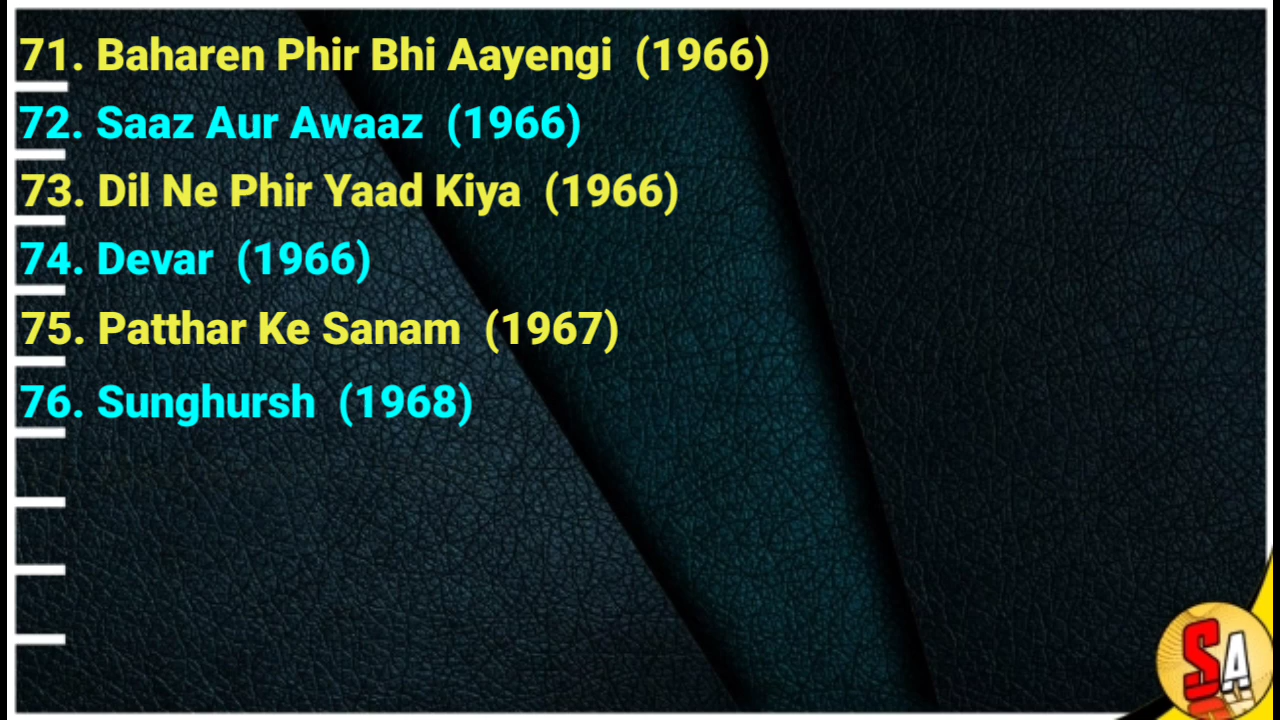 71. Baharen Phir Bhi Aayengi (1966)
72. Saaz Aur Awaaz (1966)
73. Dil Ne Phir Yaad Kiya (1966)
74. Devar (1966)
75. Patthar Ke Sanam (1967)
76. Sunghursh (1968)
SA